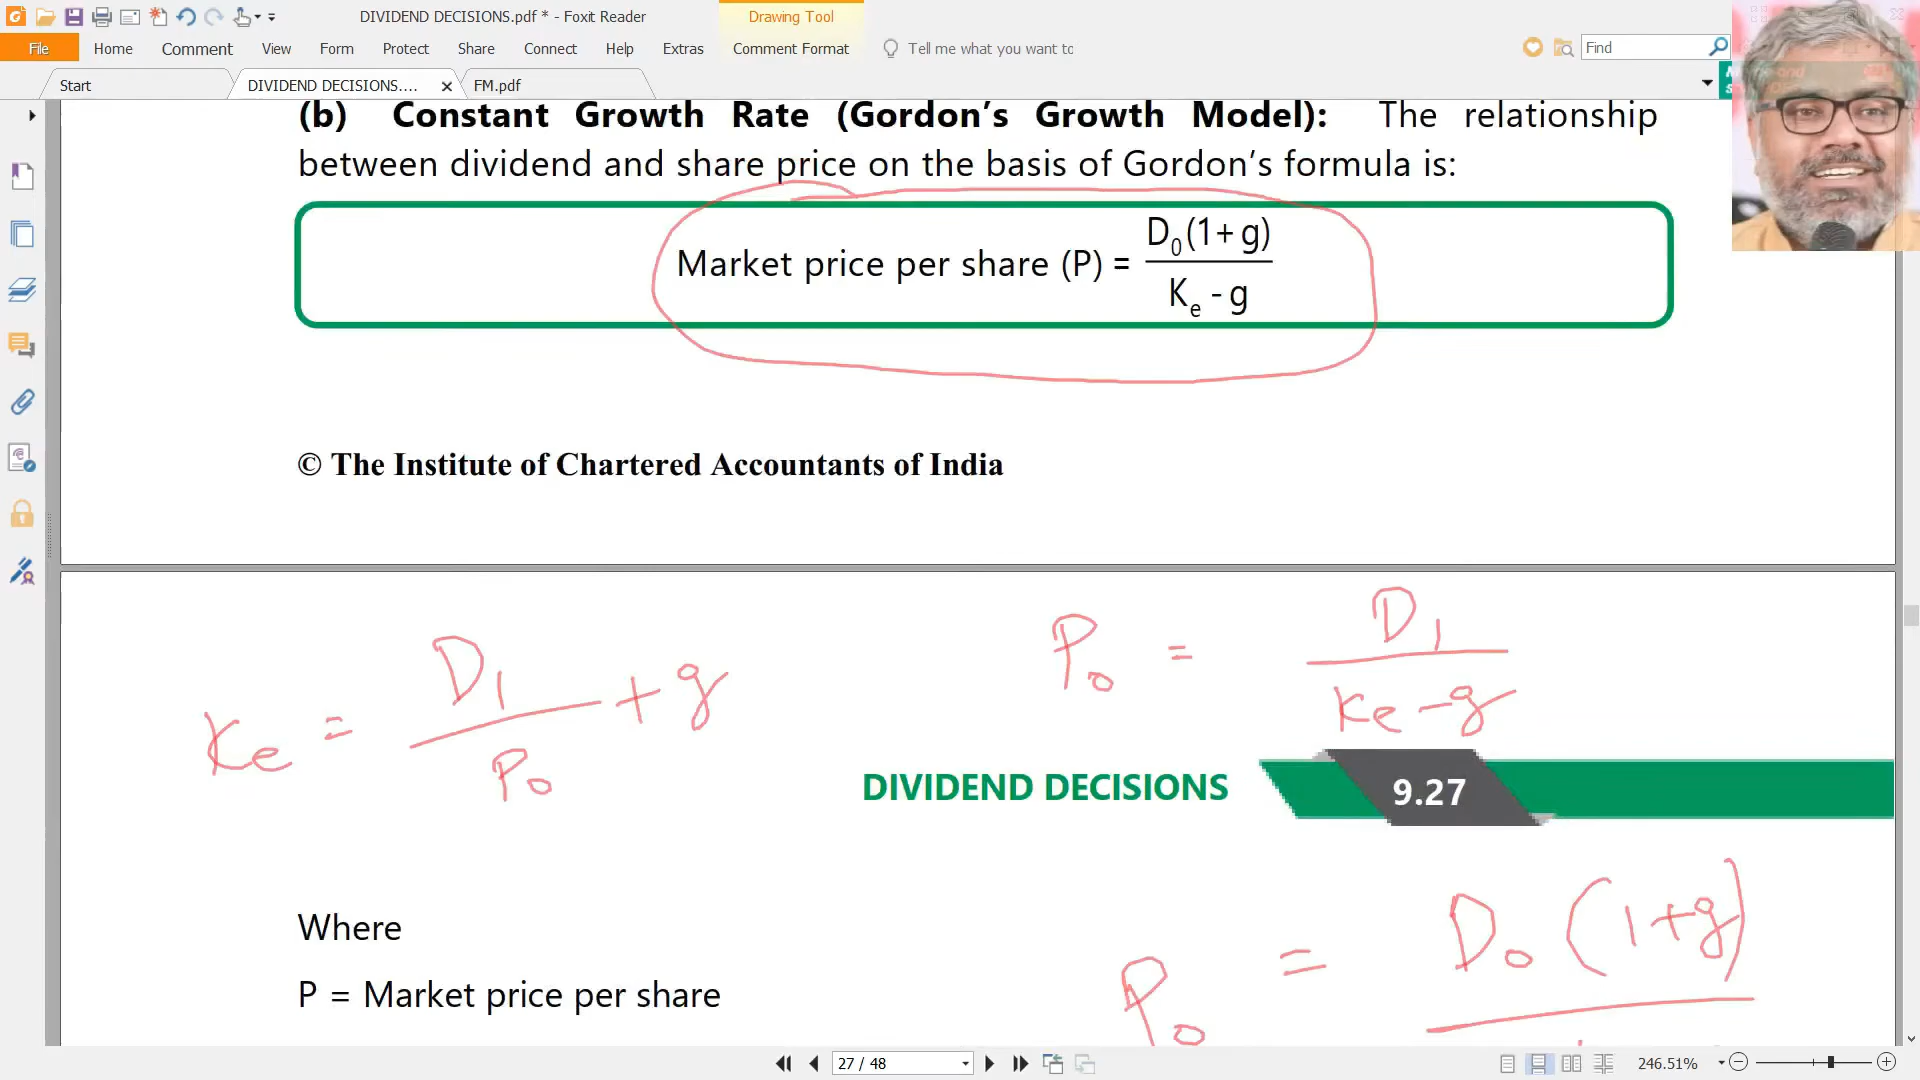 DIVIDEND DECISIONS.pdf * - Foxit Reader
Drawing Tool
File Home Comment View Form Protect Share Connect Help Extras Comment Format Tell me what you want to Find
Start DIVIDEND DECISIONS.... FM.pdf
(b) Constant Growth Rate (Gordon's Growth Model): The relationship
between dividend and share price on the basis of Gordon's formula is:
Market price per share (P) = D₀(1+ g) / Kₑ - g
© The Institute of Chartered Accountants of India
P₀ = D₁ / Ke - g
Ke = D₁ / P₀ + g
DIVIDEND DECISIONS 9.27
Where
P₀ = D₀ (1+g)
P = Market price per share
27 / 48
246.51%